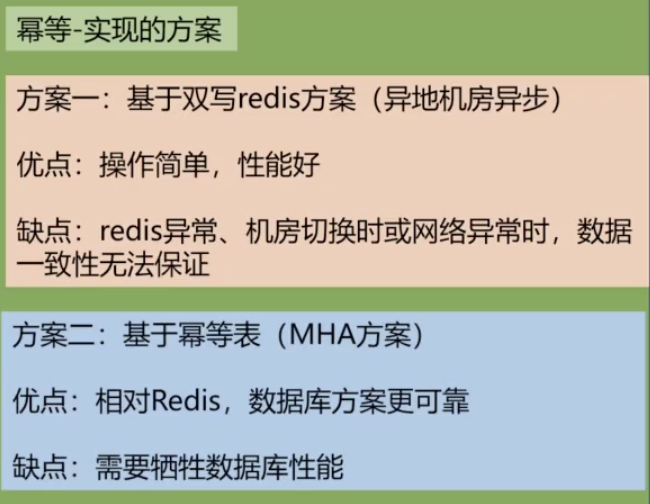 幂等-实现的方案
方案一：基于双写redis方案（异地机房异步）
优点：操作简单，性能好
缺点：redis异常、机房切换时或网络异常时，数据
一致性无法保证
方案二：基于幂等表（MHA方案）
优点：相对Redis，数据库方案更可靠
缺点：需要牺牲数据库性能